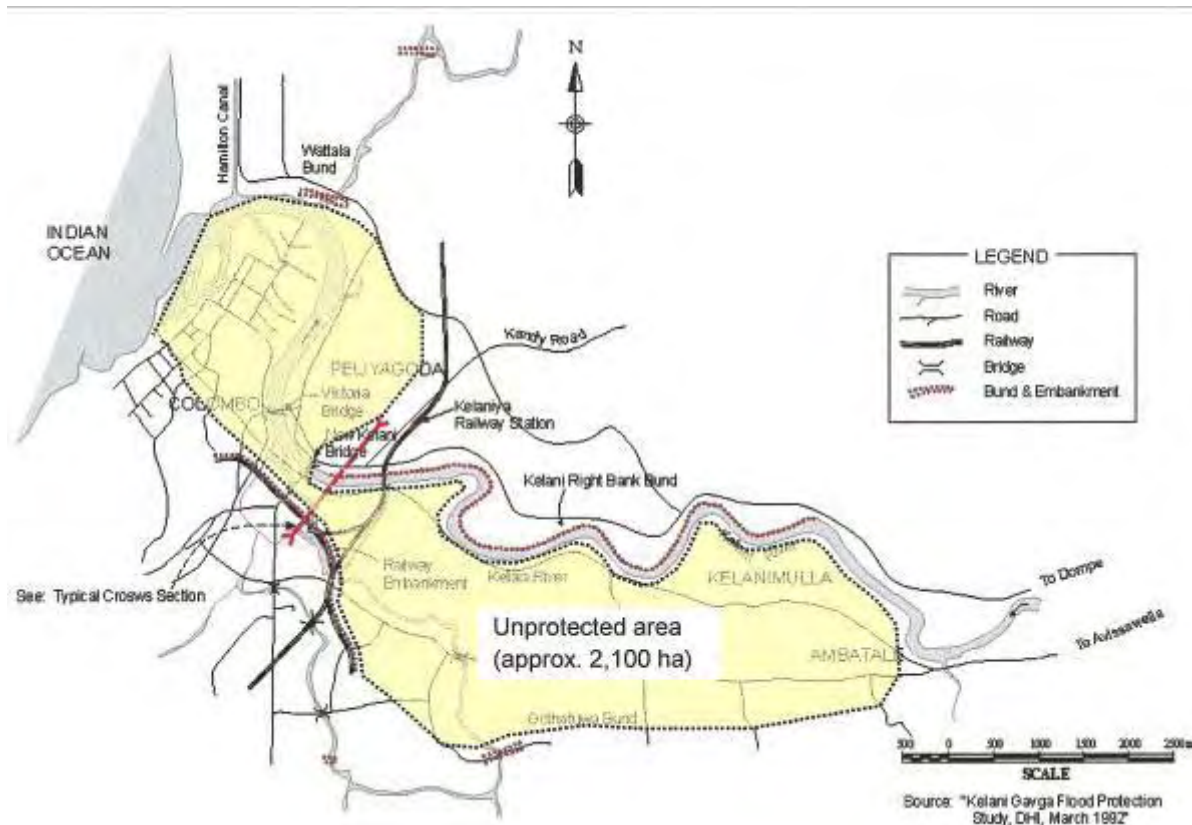 N
Hamilton Canal
Wattala
Bund
INDIAN
OCEAN
LEGEND
River
Road
Railway
Bridge
Bund & Embankment
Kandy Road
PELIYAGODA
COLOMBO
Viktoria
Bridge
New Kelani
Bridge
Kelaniya
Railway Station
Kelani Right Bank Bund
Railway
Embankment
Kelani River
KELANIMULLA
See: Typical Crosws Section
Unprotected area
(approx. 2,100 ha)
To Dompe
To Avissawella
AMBATALE
Gothatuwa Bund
500 0 500 1000 1500 2000 2500m
SCALE
Source: "Kelani Gavga Flood Protection
Study, DHI, March 1992"